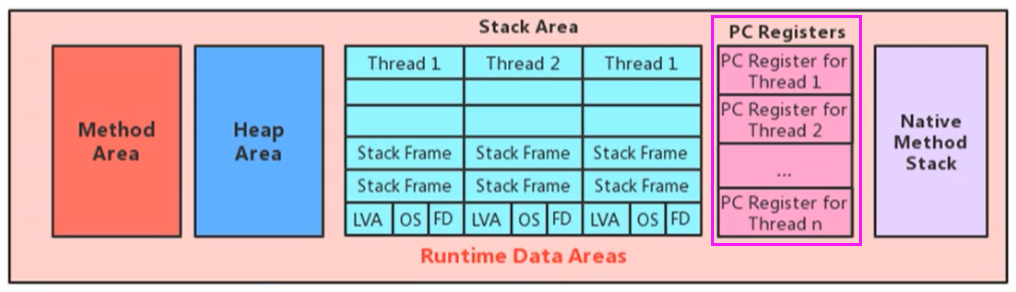 Method
Area
Heap
Area
Stack Area
Thread 1
Thread 2
Thread 1
Stack Frame
Stack Frame
Stack Frame
Stack Frame
Stack Frame
Stack Frame
LVA
OS
FD
LVA
OS
FD
LVA
OS
FD
PC Registers
PC Register for
Thread 1
PC Register for
Thread 2
...
PC Register for
Thread n
Native
Method
Stack
Runtime Data Areas